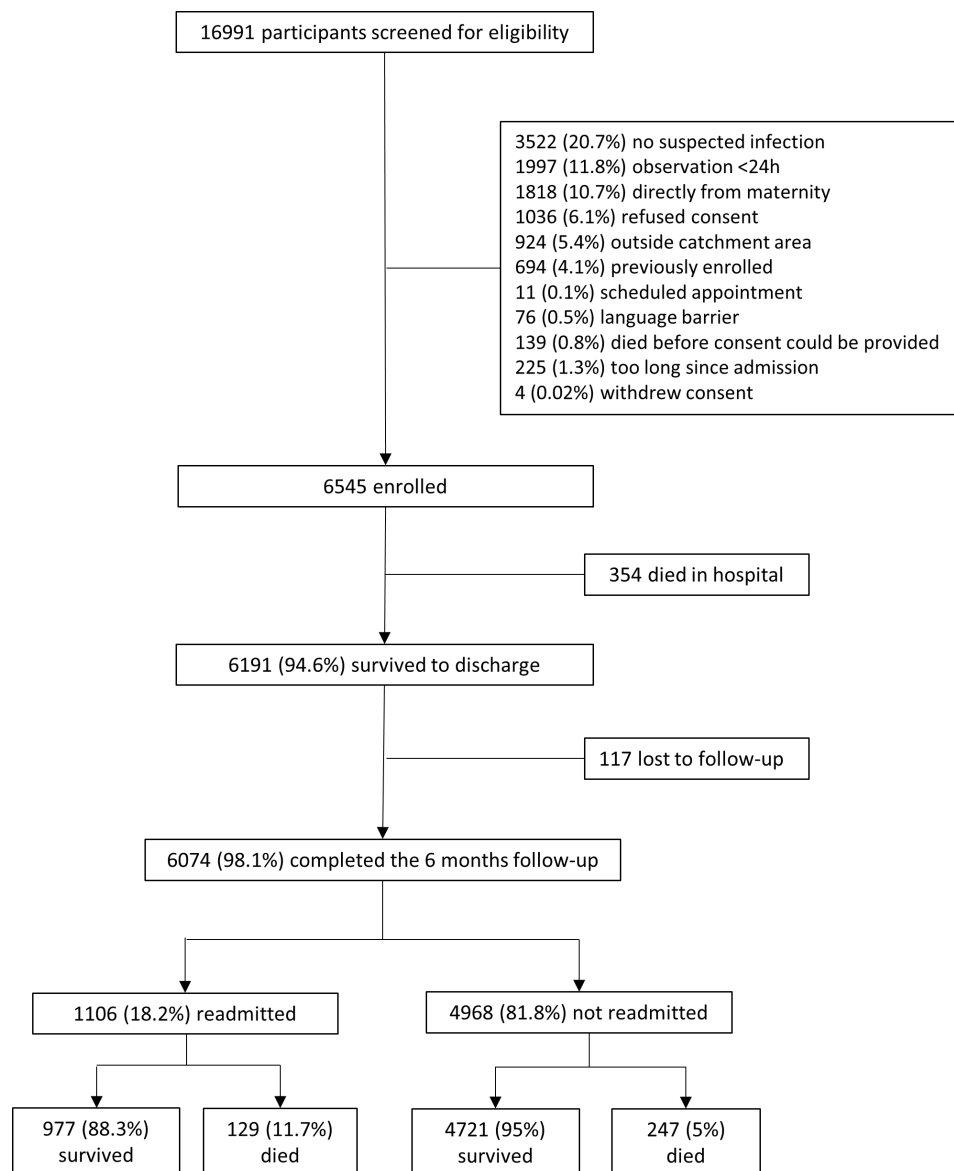 16991 participants screened for eligibility
3522 (20.7%) no suspected infection
1997 (11.8%) observation <24h
1818 (10.7%) directly from maternity
1036 (6.1%) refused consent
924 (5.4%) outside catchment area
694 (4.1%) previously enrolled
11 (0.1%) scheduled appointment
76 (0.5%) language barrier
139 (0.8%) died before consent could be provided
225 (1.3%) too long since admission
4 (0.02%) withdrew consent
6545 enrolled
354 died in hospital
6191 (94.6%) survived to discharge
117 lost to follow-up
6074 (98.1%) completed the 6 months follow-up
1106 (18.2%) readmitted
4968 (81.8%) not readmitted
977 (88.3%)
survived
129 (11.7%)
died
4721 (95%)
survived
247 (5%)
died